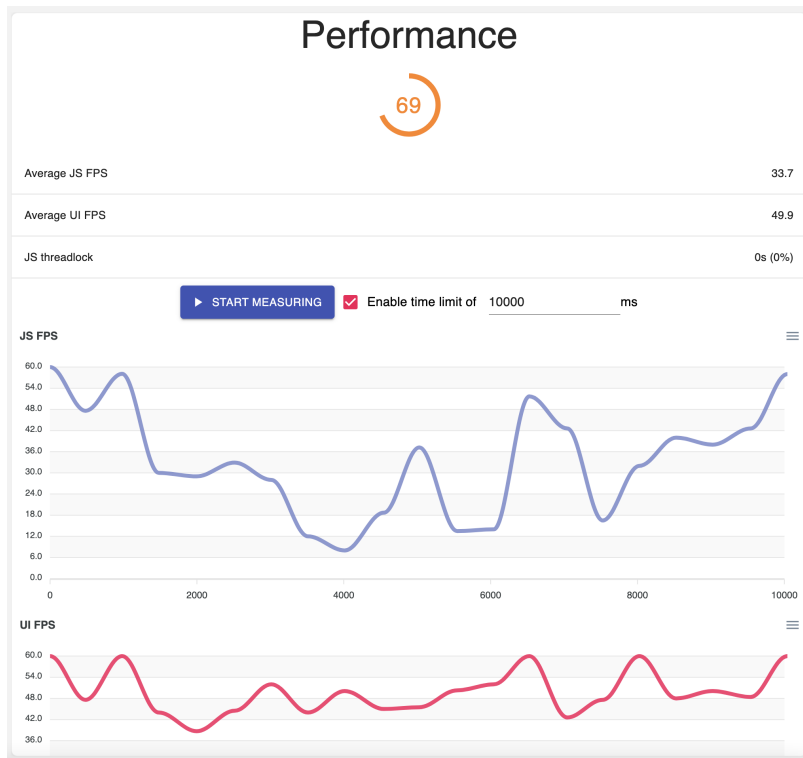 Performance
69
Average JS FPS 33.7
Average UI FPS 49.9
JS threadlock 0s (0%)
START MEASURING Enable time limit of 10000 ms
JS FPS
60.0
54.0
48.0
42.0
36.0
30.0
24.0
18.0
12.0
6.0
0.0
0 2000 4000 6000 8000 10000
UI FPS
60.0
54.0
48.0
42.0
36.0